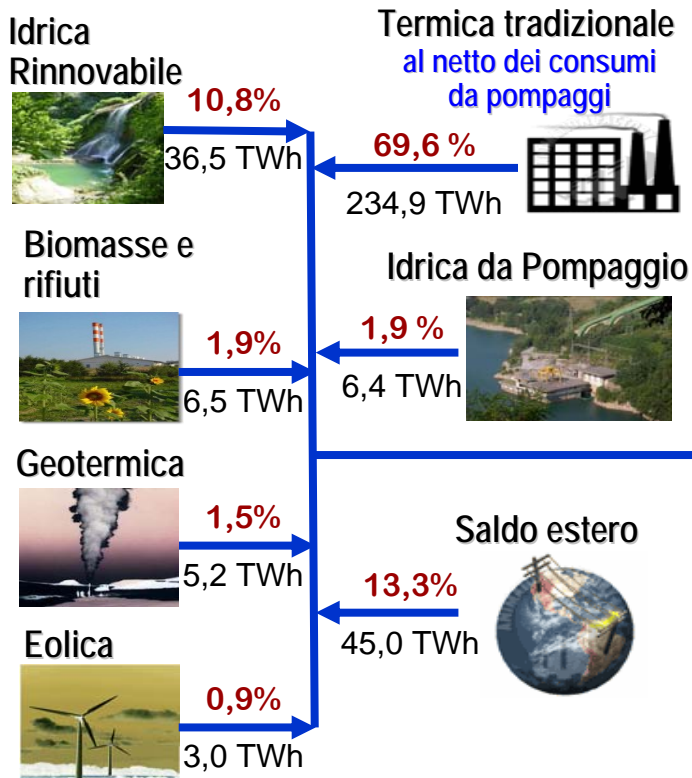 Idrica
Rinnovabile
10,8%
36,5 TWh
Termica tradizionale
al netto dei consumi
da pompaggi
69,6 %
234,9 TWh
Biomasse e
rifiuti
1,9%
6,5 TWh
Idrica da Pompaggio
1,9 %
6,4 TWh
Geotermica
1,5%
5,2 TWh
Saldo estero
13,3%
45,0 TWh
Eolica
0,9%
3,0 TWh